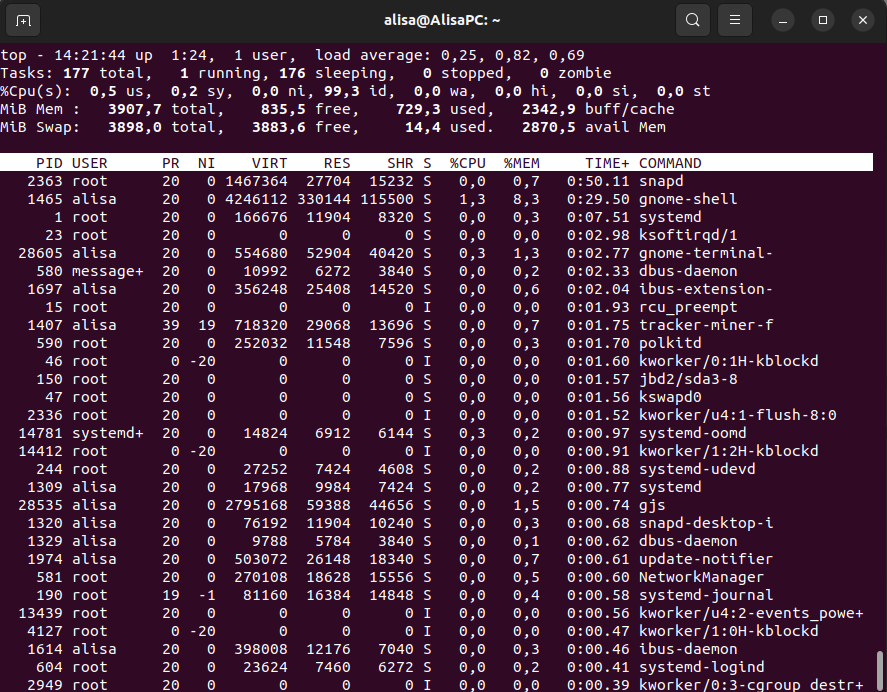 alisa@AlisaPC: ~
top - 14:21:44 up  1:24,  1 user,  load average: 0,25, 0,82, 0,69
Tasks: 177 total,   1 running, 176 sleeping,   0 stopped,   0 zombie
%Cpu(s):  0,5 us,  0,2 sy,  0,0 ni, 99,3 id,  0,0 wa,  0,0 hi,  0,0 si,  0,0 st
MiB Mem :   3907,7 total,    835,5 free,    729,3 used,   2342,9 buff/cache
MiB Swap:   3898,0 total,   3883,6 free,     14,4 used.   2870,5 avail Mem
    PID USER      PR  NI    VIRT    RES    SHR S  %CPU  %MEM     TIME+ COMMAND
   2363 root      20   0 1467364  27704  15232 S   0,0   0,7   0:50.11 snapd
   1465 alisa     20   0 4246112 330144 115500 S   1,3   8,3   0:29.50 gnome-shell
      1 root      20   0  166676  11904   8320 S   0,0   0,3   0:07.51 systemd
     23 root      20   0       0      0      0 S   0,0   0,0   0:02.98 ksoftirqd/1
  28605 alisa     20   0  554680  52904  40420 S   0,3   1,3   0:02.77 gnome-terminal-
    580 message+  20   0   10992   6272   3840 S   0,0   0,2   0:02.33 dbus-daemon
   1697 alisa     20   0  356248  25408  14520 S   0,0   0,6   0:02.04 ibus-extension-
     15 root      20   0       0      0      0 I   0,0   0,0   0:01.93 rcu_preempt
   1407 alisa     39  19  718320  29068  13696 S   0,0   0,7   0:01.75 tracker-miner-f
    590 root      20   0  252032  11548   7596 S   0,0   0,3   0:01.70 polkitd
     46 root       0 -20       0      0      0 I   0,0   0,0   0:01.60 kworker/0:1H-kblockd
    150 root      20   0       0      0      0 S   0,0   0,0   0:01.57 jbd2/sda3-8
     47 root      20   0       0      0      0 S   0,0   0,0   0:01.56 kswapd0
   2336 root      20   0       0      0      0 I   0,0   0,0   0:01.52 kworker/u4:1-flush-8:0
  14781 systemd+  20   0   14824   6912   6144 S   0,3   0,2   0:00.97 systemd-oomd
  14412 root       0 -20       0      0      0 I   0,0   0,0   0:00.91 kworker/1:2H-kblockd
    244 root      20   0   27252   7424   4608 S   0,0   0,2   0:00.88 systemd-udevd
   1309 alisa     20   0   17968   9984   7424 S   0,0   0,2   0:00.77 systemd
  28535 alisa     20   0 2795168  59388  44656 S   0,0   1,5   0:00.74 gjs
   1320 alisa     20   0   76192  11904  10240 S   0,0   0,3   0:00.68 snapd-desktop-i
   1329 alisa     20   0    9788   5784   3840 S   0,0   0,1   0:00.62 dbus-daemon
   1974 alisa     20   0  503072  26148  18340 S   0,0   0,7   0:00.61 update-notifier
    581 root      20   0  270108  18628  15556 S   0,0   0,5   0:00.60 NetworkManager
    190 root      19  -1   81160  16384  14848 S   0,0   0,4   0:00.58 systemd-journal
  13439 root      20   0       0      0      0 I   0,0   0,0   0:00.56 kworker/u4:2-events_powe+
   4127 root       0 -20       0      0      0 I   0,0   0,0   0:00.47 kworker/1:0H-kblockd
   1614 alisa     20   0  398008  12176   7040 S   0,0   0,3   0:00.46 ibus-daemon
    604 root      20   0   23624   7460   6272 S   0,0   0,2   0:00.41 systemd-logind
   2949 root      20   0       0      0      0 I   0,0   0,0   0:00.39 kworker/0:3-cgroup_destr+